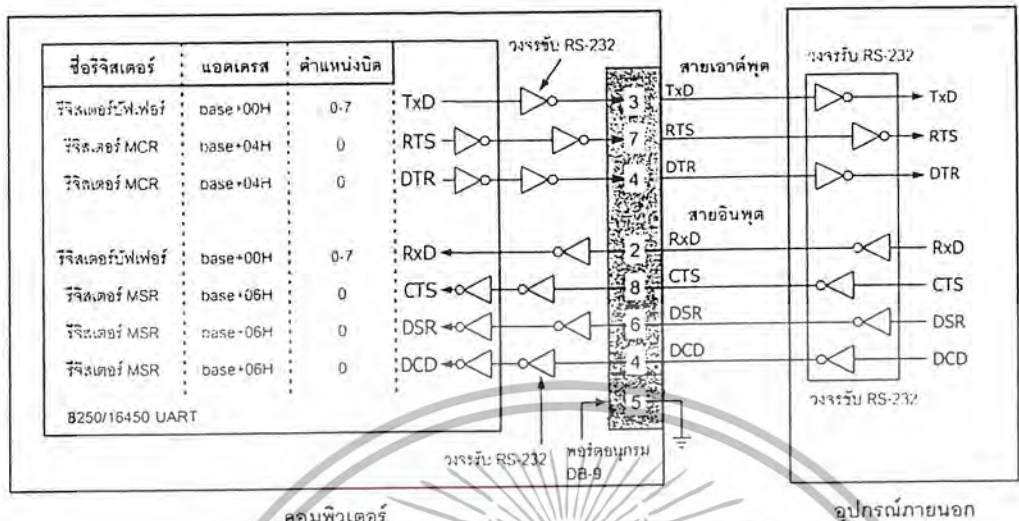 ชื่อรีจิสเตอร์ แอดเดรส ตำแหน่งบิต
รีจิสเตอร์บัฟเฟอร์ base+00H 0-7
รีจิสเตอร์ MCR base+04H 0
รีจิสเตอร์ MCR base+04H 0
รีจิสเตอร์บัฟเฟอร์ base+00H 0-7
รีจิสเตอร์ MSR base+06H 0
รีจิสเตอร์ MSR base+06H 0
รีจิสเตอร์ MSR base+06H 0
8250/16450 UART
TxD
RTS
DTR
RxD
CTS
DSR
DCD
วงจรขับ RS-232
วงจรรับ RS-232
3
7
4
2
8
6
4
5
พอร์ตอนุกรม
DB-9
คอมพิวเตอร์
สายเอาต์พุต
TxD
RTS
DTR
สายอินพุต
RxD
CTS
DSR
DCD
วงจรรับ RS-232
TxD
RTS
DTR
RxD
CTS
DSR
DCD
วงจรขับ RS-232
อุปกรณ์ภายนอก